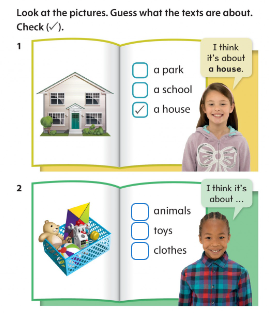 Look at the pictures. Guess what the texts are about.
Check (✓).
1
I think
it's about
a house.
a park
a school
✓ a house
2
I think it's
about ...
animals
toys
clothes